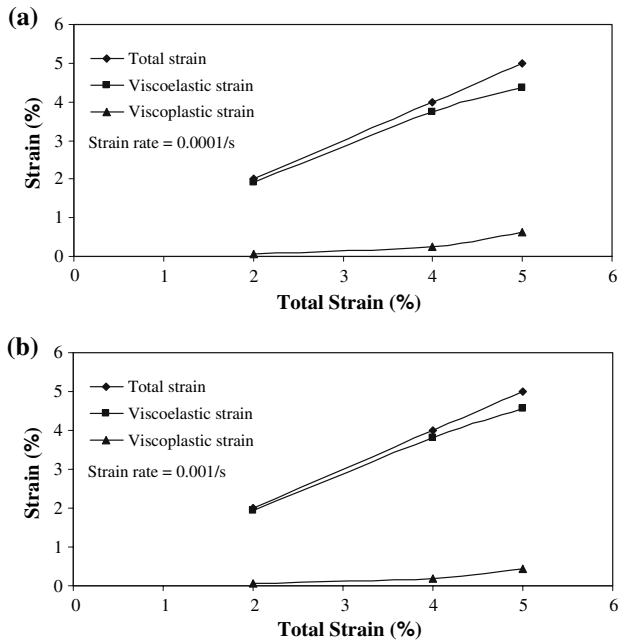 (a)
6
5
4
3
2
1
0
Strain (%)
Total strain
Viscoelastic strain
Viscoplastic strain
Strain rate = 0.0001/s
0 1 2 3 4 5 6
Total Strain (%)
(b)
6
5
4
3
2
1
0
Strain (%)
Total strain
Viscoelastic strain
Viscoplastic strain
Strain rate = 0.001/s
0 1 2 3 4 5 6
Total Strain (%)